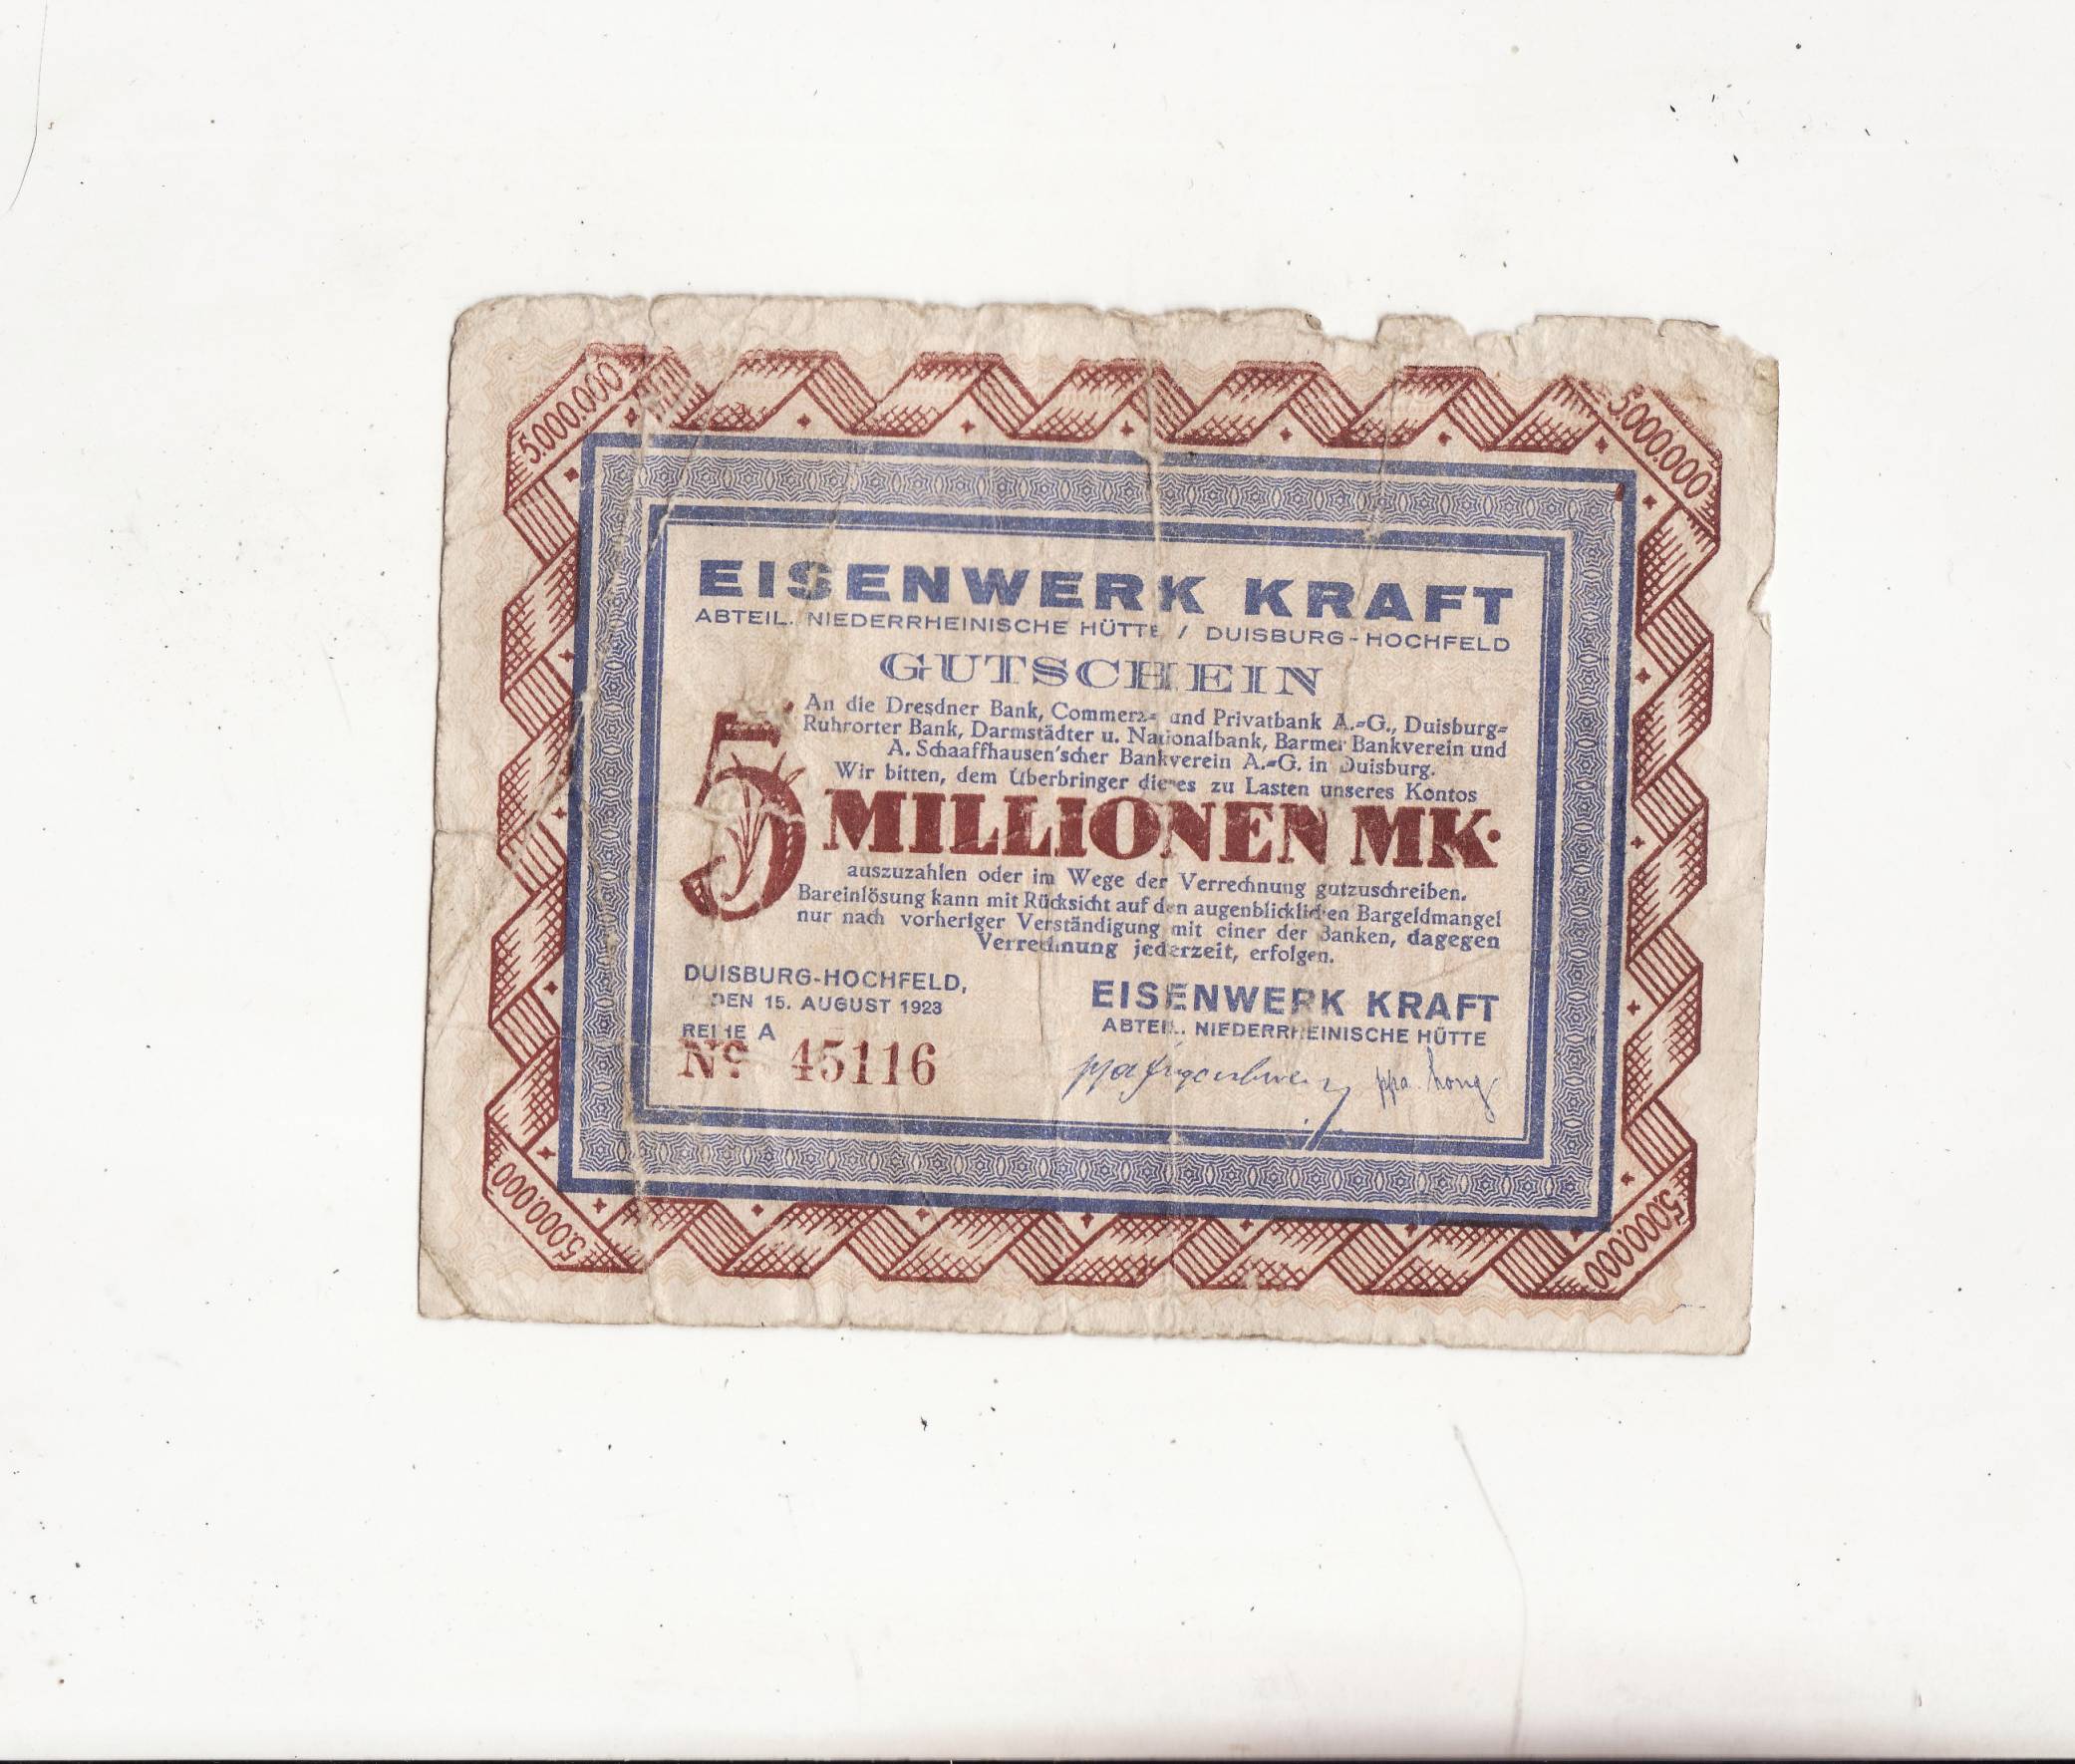 5.000.000
5.000.000
EISENWERK KRAFT
ABTEIL. NIEDERRHEINISCHE HÜTTE / DUISBURG-HOCHFELD
GUTSCHEIN
An die Dresdner Bank, Commerz- und Privatbank A.-G., Duisburg-
Ruhrorter Bank, Darmstädter u. Nationalbank, Barmer Bankverein und
A. Schaaffhausen'scher Bankverein A.-G. in Duisburg.
Wir bitten, dem Überbringer dieses zu Lasten unseres Kontos
5 MILLIONEN MK.
auszuzahlen oder im Wege der Verrechnung gutzuschreiben.
Bareinlösung kann mit Rücksicht auf den augenblicklichen Bargeldmangel
nur nach vorheriger Verständigung mit einer der Banken, dagegen
Verrechnung jederzeit, erfolgen.
DUISBURG-HOCHFELD,
DEN 15. AUGUST 1923
REIHE A
No 45116
EISENWERK KRAFT
ABTEIL. NIEDERRHEINISCHE HÜTTE
ppa
ppa.
5.000.000
5.000.000